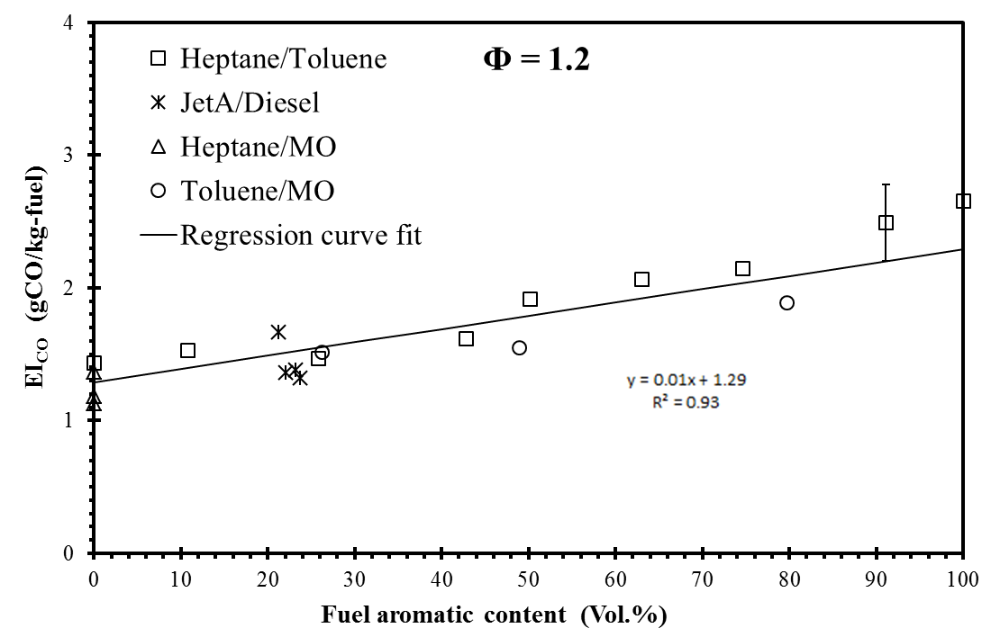 Heptane/Toluene
Φ = 1.2
JetA/Diesel
Heptane/MO
Toluene/MO
Regression curve fit
y = 0.01x + 1.29
R² = 0.93
EI_CO (gCO/kg-fuel)
4
3
2
1
0
0 10 20 30 40 50 60 70 80 90 100
Fuel aromatic content (Vol.%)